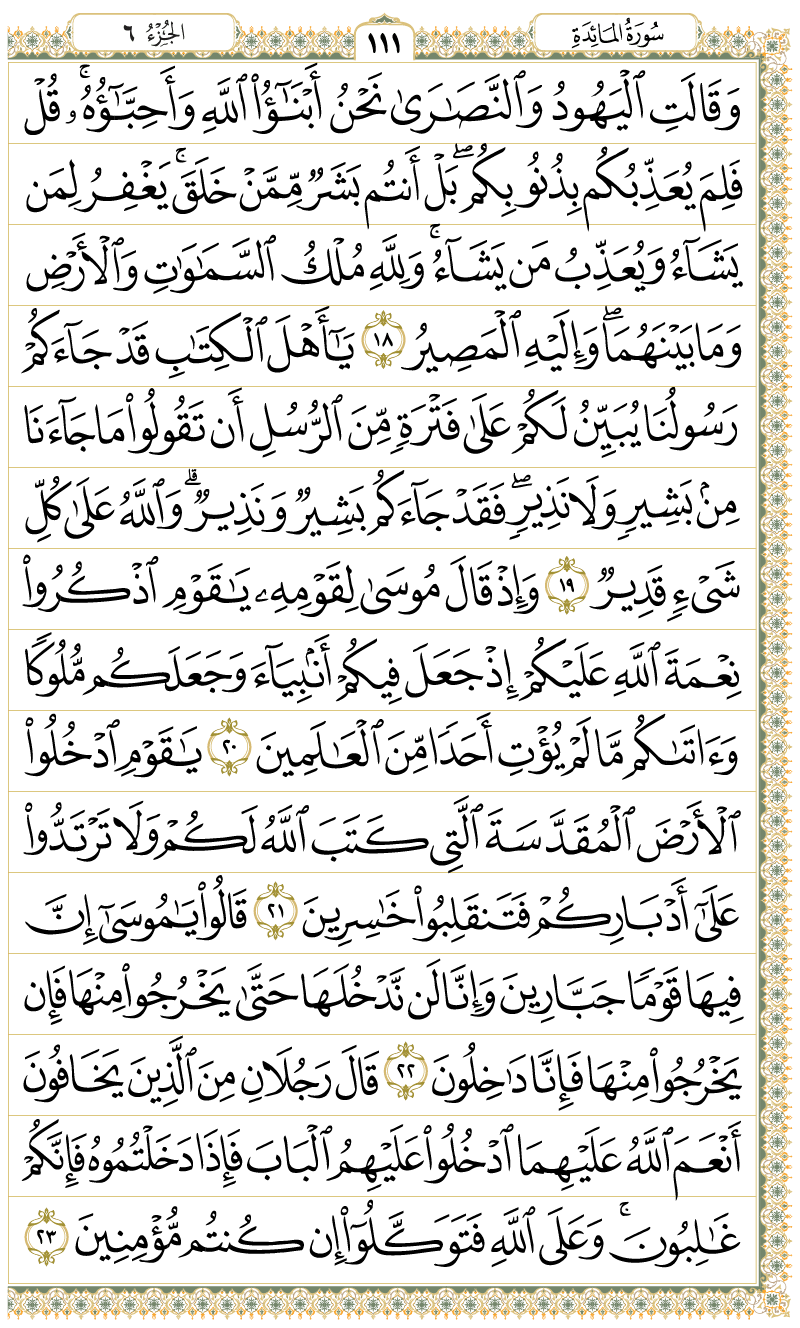 سُورَةُ المَائدَةِ ١١١ الجُزْءُ ٦
وَقَالَتِ ٱلْيَهُودُ وَٱلنَّصَٰرَىٰ نَحْنُ أَبْنَٰٓؤُا۟ ٱللَّهِ وَأَحِبَّٰٓؤُهُۥ ۚ قُلْ
فَلِمَ يُعَذِّبُكُم بِذُنُوبِكُم ۖ بَلْ أَنتُم بَشَرٌ مِّمَّنْ خَلَقَ ۚ يَغْفِرُ لِمَن
يَشَآءُ وَيُعَذِّبُ مَن يَشَآءُ ۚ وَلِلَّهِ مُلْكُ ٱلسَّمَٰوَٰتِ وَٱلْأَرْضِ
وَمَا بَيْنَهُمَا ۖ وَإِلَيْهِ ٱلْمَصِيرُ ١٨ يَٰٓأَهْلَ ٱلْكِتَٰبِ قَدْ جَآءَكُمْ
رَسُولُنَا يُبَيِّنُ لَكُمْ عَلَىٰ فَتْرَةٍ مِّنَ ٱلرُّسُلِ أَن تَقُولُوا۟ مَا جَآءَنَا
مِنۢ بَشِيرٍ وَلَا نَذِيرٍ ۖ فَقَدْ جَآءَكُم بَشِيرٌ وَنَذِيرٌ ۗ وَٱللَّهُ عَلَىٰ كُلِّ
شَىْءٍ قَدِيرٌ ١٩ وَإِذْ قَالَ مُوسَىٰ لِقَوْمِهِۦ يَٰقَوْمِ ٱذْكُرُوا۟
نِعْمَةَ ٱللَّهِ عَلَيْكُمْ إِذْ جَعَلَ فِيكُمْ أَنۢبِيَآءَ وَجَعَلَكُم مُّلُوكًا
وَءَاتَىٰكُم مَّا لَمْ يُؤْتِ أَحَدًا مِّنَ ٱلْعَٰلَمِينَ ٢٠ يَٰقَوْمِ ٱدْخُلُوا۟
ٱلْأَرْضَ ٱلْمُقَدَّسَةَ ٱلَّتِى كَتَبَ ٱللَّهُ لَكُمْ وَلَا تَرْتَدُّوا۟
عَلَىٰٓ أَدْبَارِكُمْ فَتَنقَلِبُوا۟ خَٰسِرِينَ ٢١ قَالُوا۟ يَٰمُوسَىٰٓ إِنَّ
فِيهَا قَوْمًا جَبَّارِينَ وَإِنَّا لَن نَّدْخُلَهَا حَتَّىٰ يَخْرُجُوا۟ مِنْهَا فَإِن
يَخْرُجُوا۟ مِنْهَا فَإِنَّا دَٰخِلُونَ ٢٢ قَالَ رَجُلَانِ مِنَ ٱلَّذِينَ يَخَافُونَ
أَنْعَمَ ٱللَّهُ عَلَيْهِمَا ٱدْخُلُوا۟ عَلَيْهِمُ ٱلْبَابَ فَإِذَا دَخَلْتُمُوهُ فَإِنَّكُمْ
غَٰلِبُونَ ۚ وَعَلَى ٱللَّهِ فَتَوَكَّلُوٓا۟ إِن كُنتُم مُّؤْمِنِينَ ٢٣